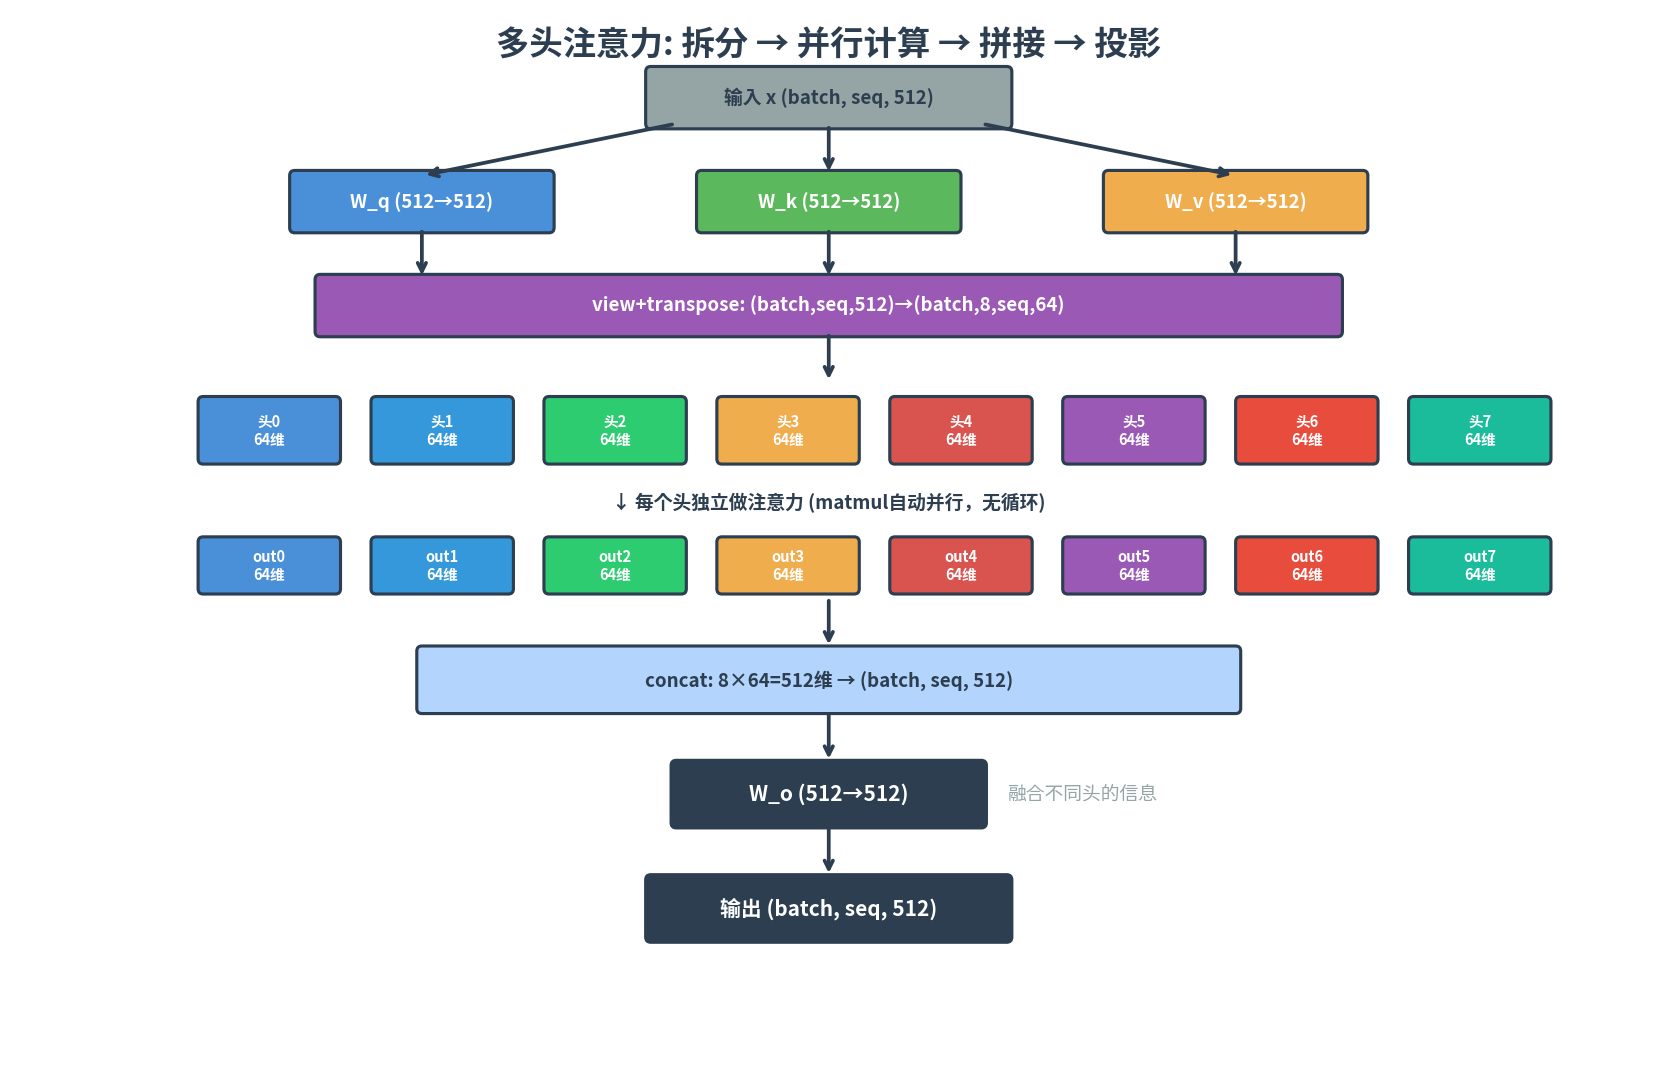 多头注意力: 拆分 → 并行计算 → 拼接 → 投影
输入 x (batch, seq, 512)
W_q (512→512)
W_k (512→512)
W_v (512→512)
view+transpose: (batch,seq,512)→(batch,8,seq,64)
头0
64维
头1
64维
头2
64维
头3
64维
头4
64维
头5
64维
头6
64维
头7
64维
↓ 每个头独立做注意力 (matmul自动并行，无循环)
out0
64维
out1
64维
out2
64维
out3
64维
out4
64维
out5
64维
out6
64维
out7
64维
concat: 8×64=512维 → (batch, seq, 512)
W_o (512→512)
融合不同头的信息
输出 (batch, seq, 512)